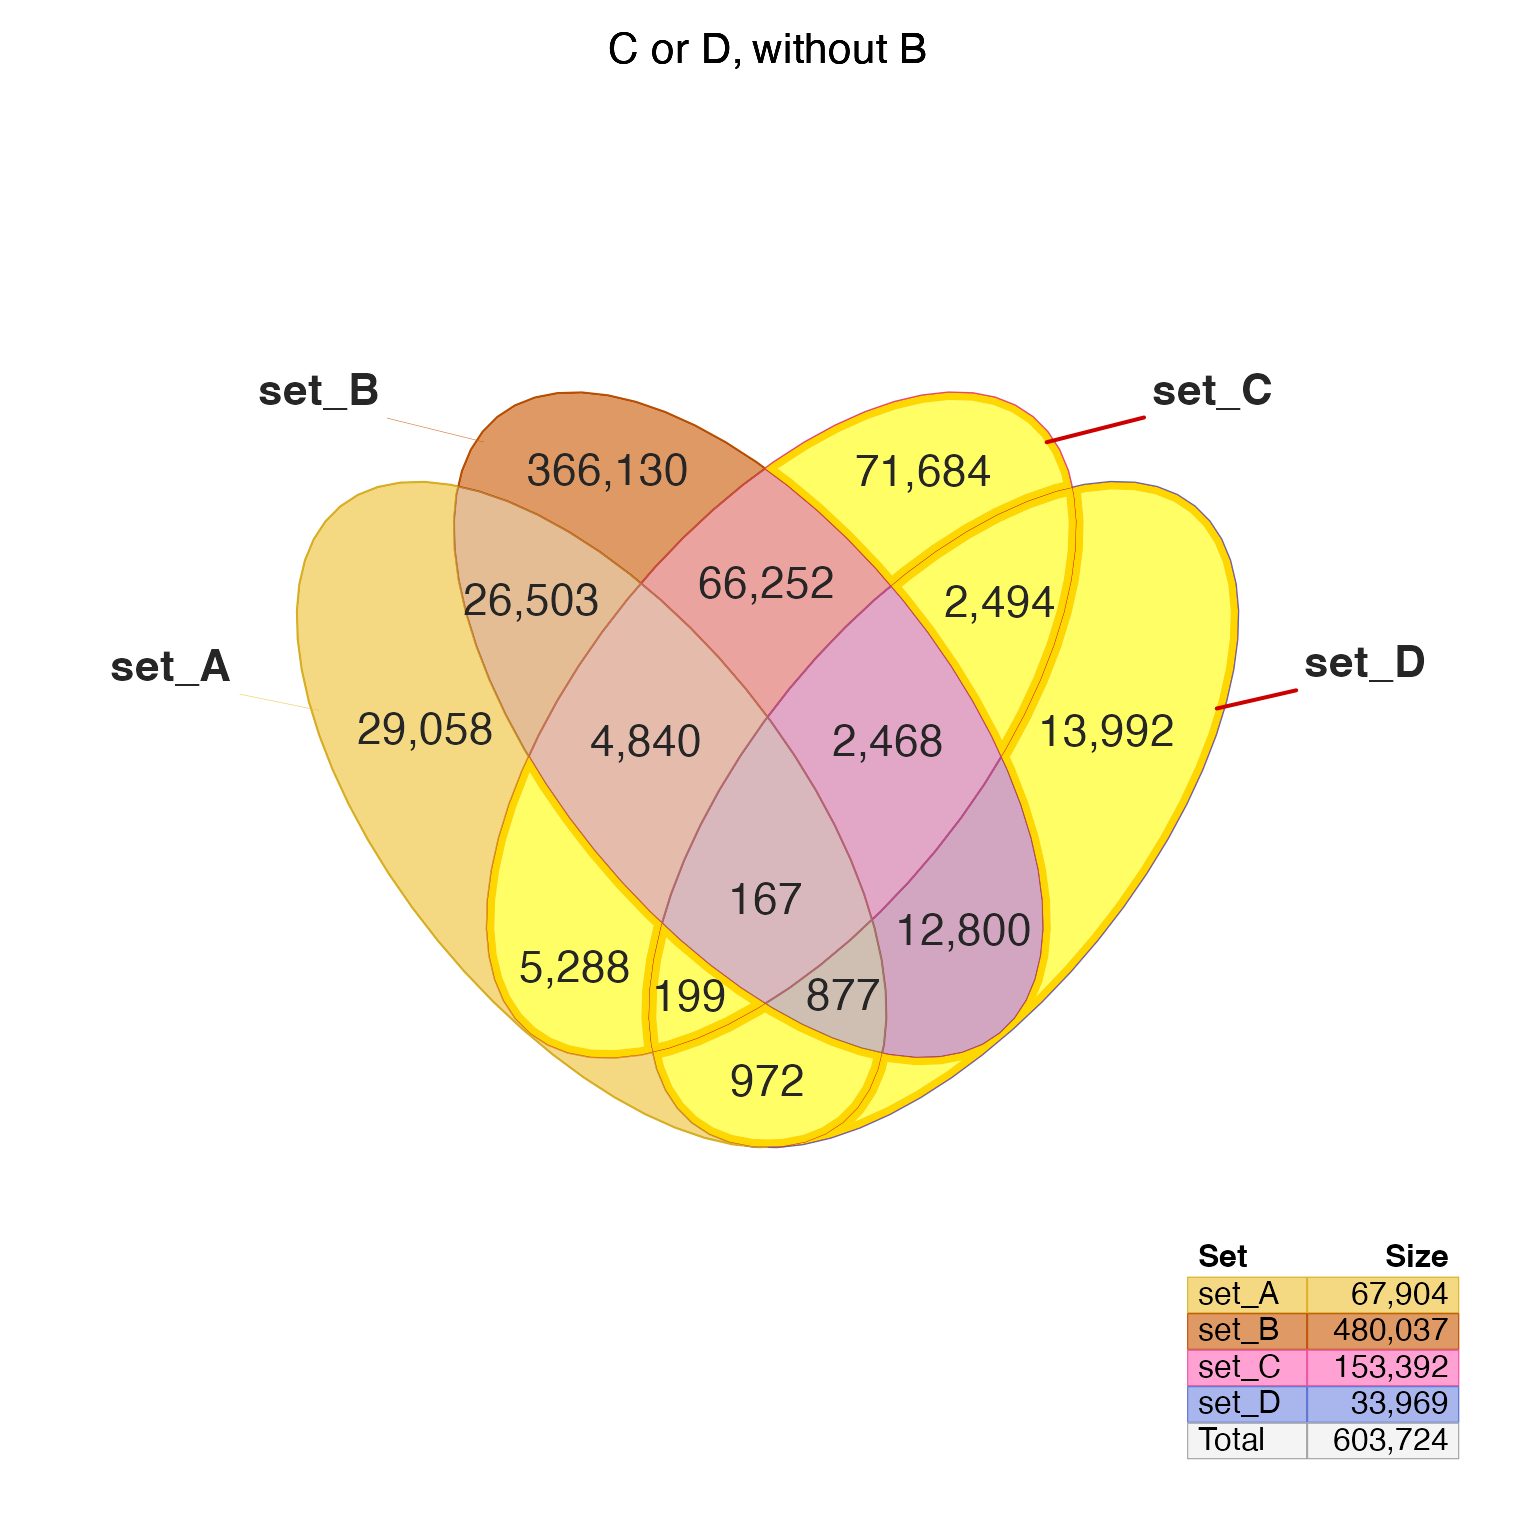 C or D, without B
set_B
set_C
366,130
71,684
66,252
26,503
2,494
set_A
set_D
29,058
4,840
2,468
13,992
167
12,800
5,288
199
877
972
Set Size
set_A 67,904
set_B 480,037
set_C 153,392
set_D 33,969
Total 603,724